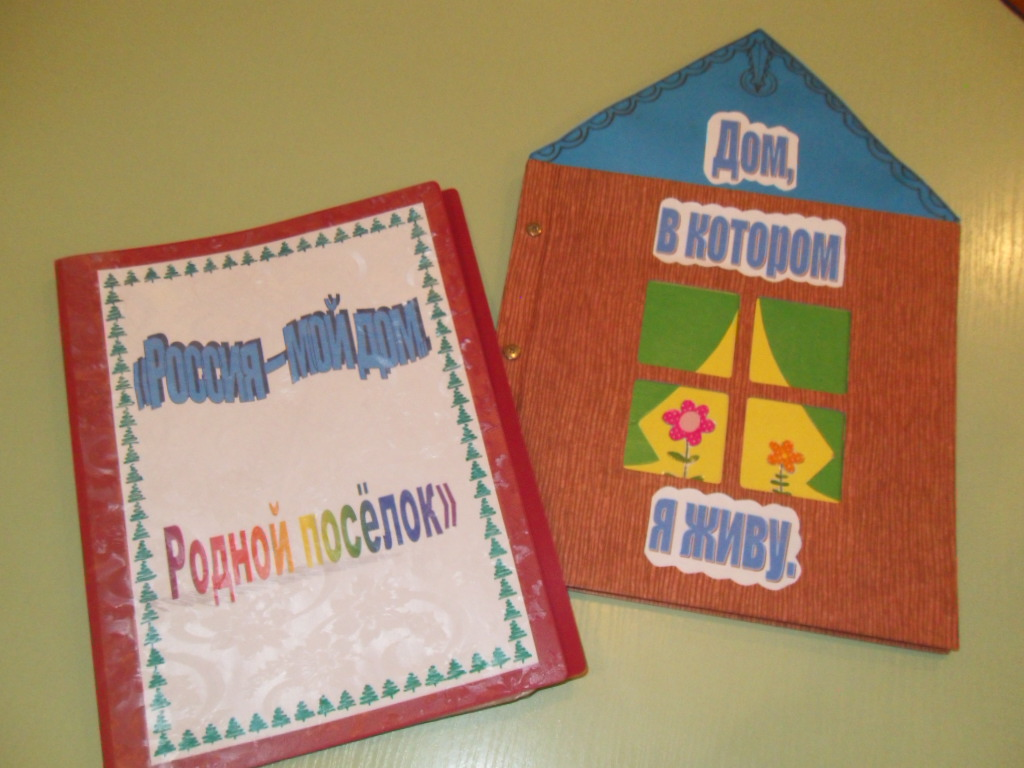 «Россия – мой дом.
Родной посёлок»
Дом,
в котором
я живу.